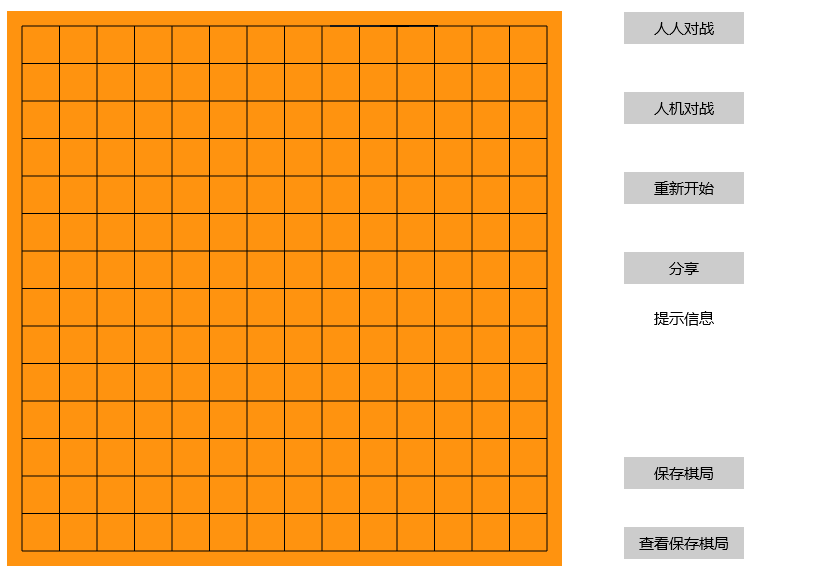 人人对战
人机对战
重新开始
分享
提示信息
保存棋局
查看保存棋局